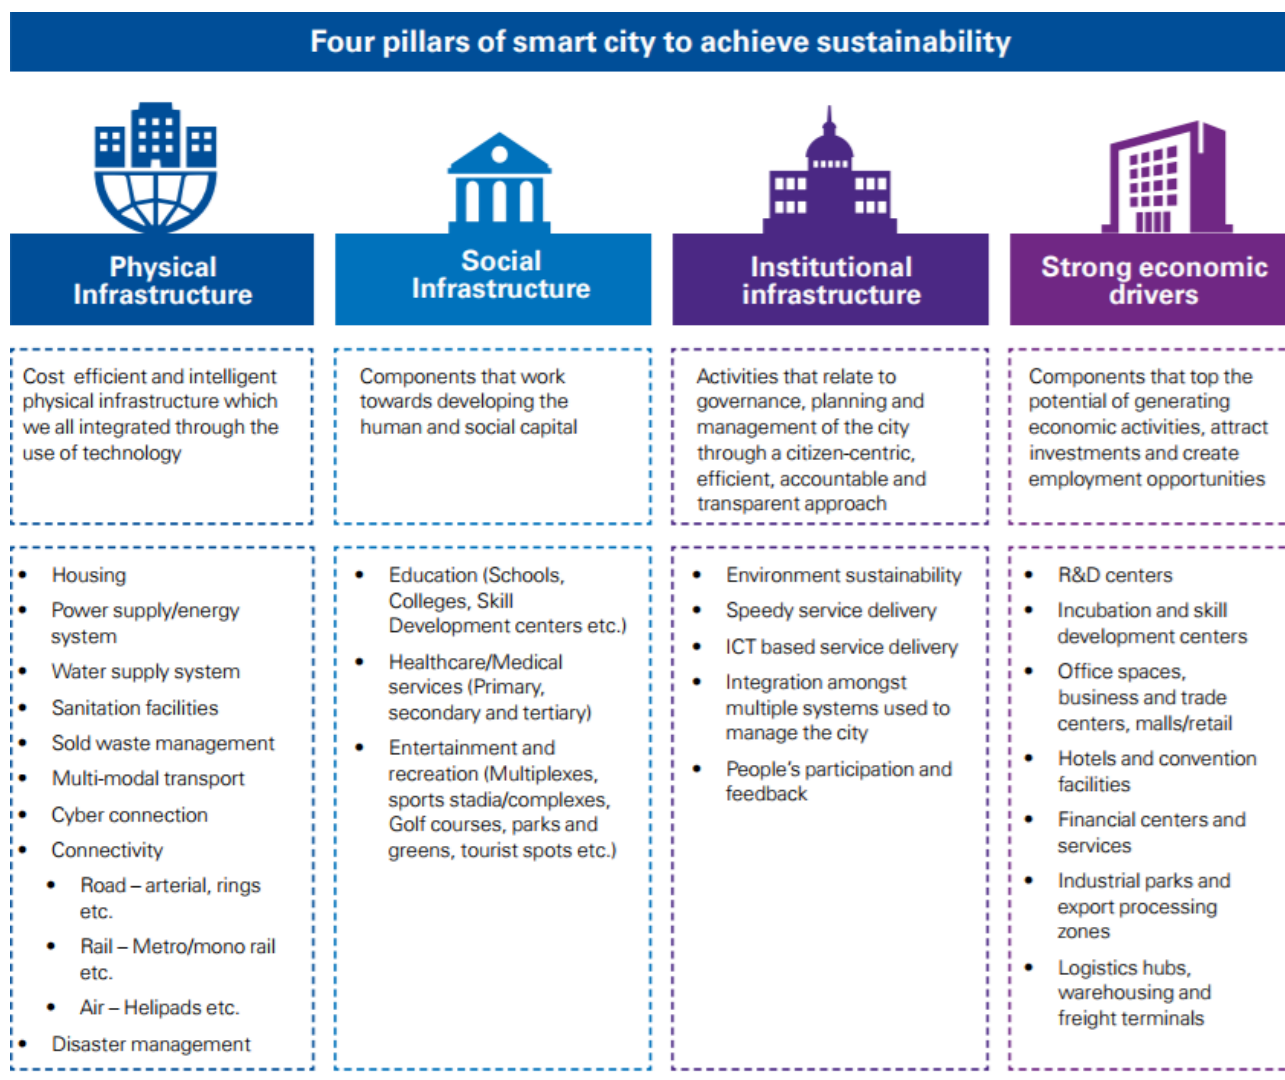 Four pillars of smart city to achieve sustainability
Physical
Infrastructure
Cost efficient and intelligent
physical infrastructure which
we all integrated through the
use of technology
• Housing
• Power supply/energy
system
• Water supply system
• Sanitation facilities
• Sold waste management
• Multi-modal transport
• Cyber connection
• Connectivity
• Road – arterial, rings
etc.
• Rail – Metro/mono rail
etc.
• Air – Helipads etc.
• Disaster management
Social
Infrastructure
Components that work
towards developing the
human and social capital
• Education (Schools,
Colleges, Skill
Development centers etc.)
• Healthcare/Medical
services (Primary,
secondary and tertiary)
• Entertainment and
recreation (Multiplexes,
sports stadia/complexes,
Golf courses, parks and
greens, tourist spots etc.)
Institutional
infrastructure
Activities that relate to
governance, planning and
management of the city
through a citizen-centric,
efficient, accountable and
transparent approach
• Environment sustainability
• Speedy service delivery
• ICT based service delivery
• Integration amongst
multiple systems used to
manage the city
• People’s participation and
feedback
Strong economic
drivers
Components that top the
potential of generating
economic activities, attract
investments and create
employment opportunities
• R&D centers
• Incubation and skill
development centers
• Office spaces,
business and trade
centers, malls/retail
• Hotels and convention
facilities
• Financial centers and
services
• Industrial parks and
export processing
zones
• Logistics hubs,
warehousing and
freight terminals